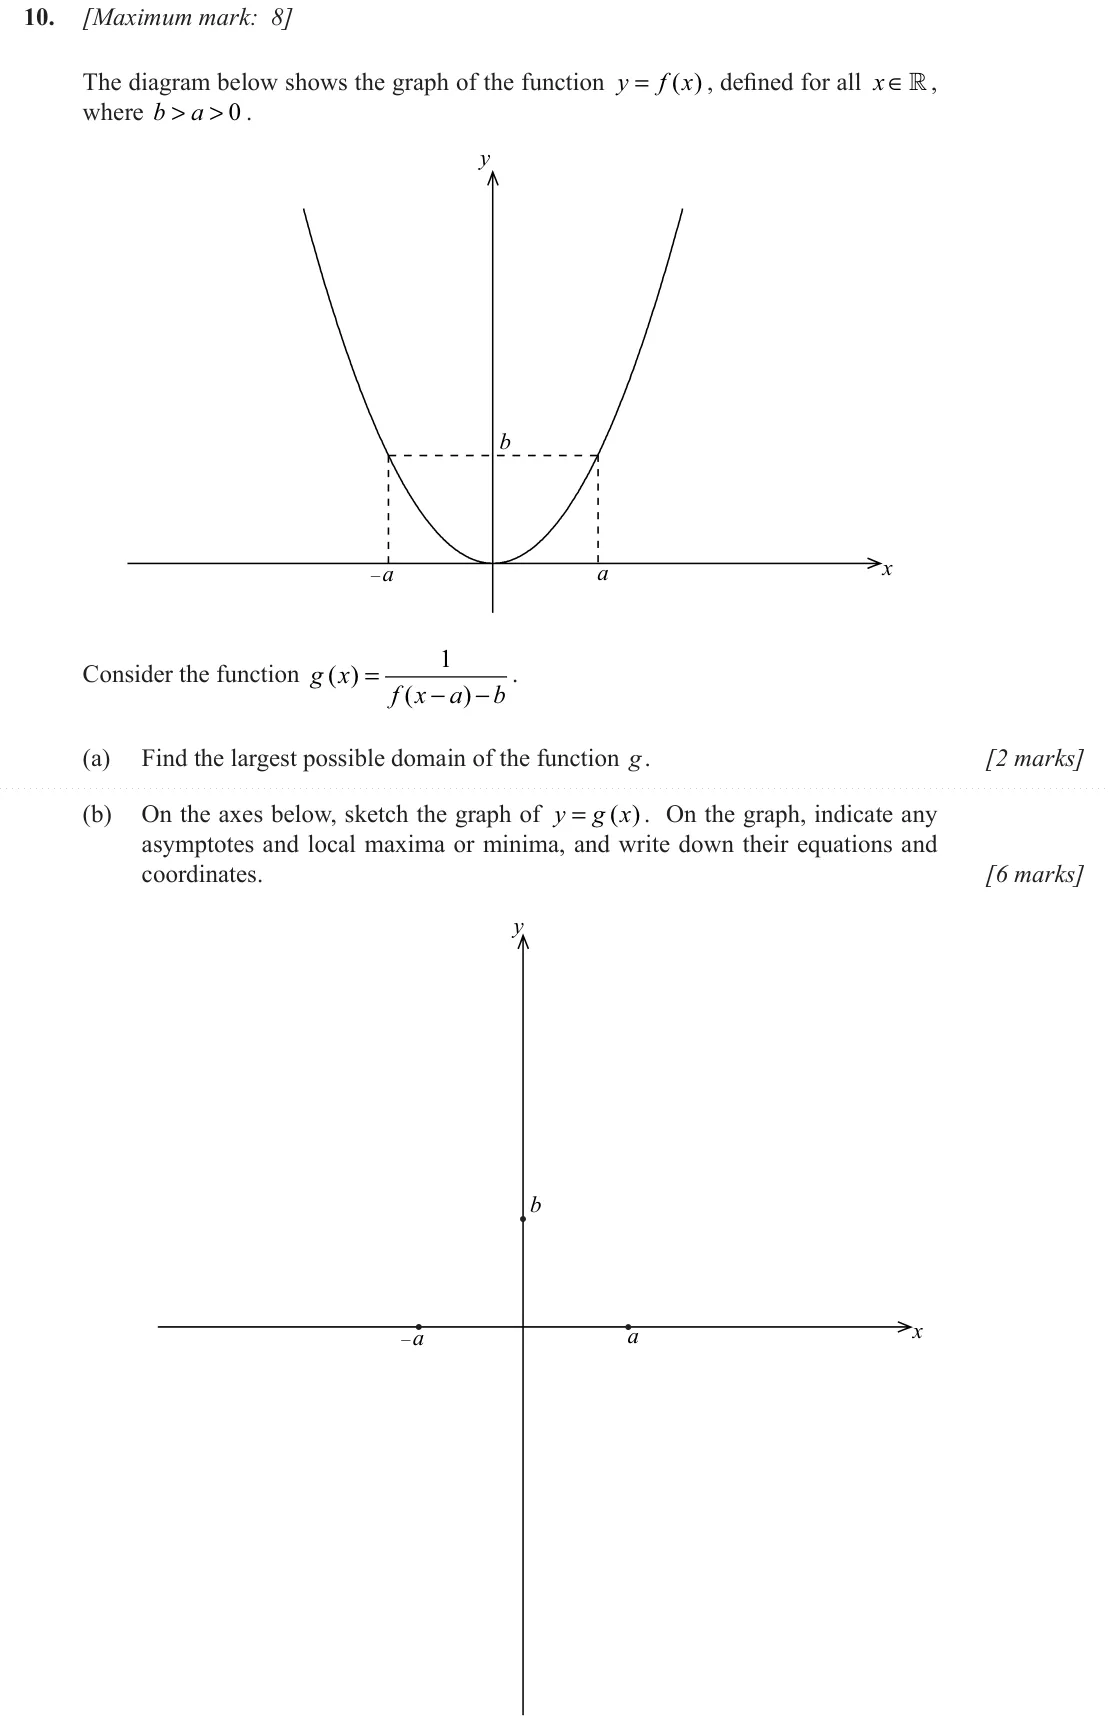 10. [Maximum mark: 8]
The diagram below shows the graph of the function y = f(x), defined for all x ∈ ℝ,
where b > a > 0.
y
b
–a
a
x
Consider the function g(x) = 1/(f(x – a) – b).
(a) Find the largest possible domain of the function g. [2 marks]
(b) On the axes below, sketch the graph of y = g(x). On the graph, indicate any
asymptotes and local maxima or minima, and write down their equations and
coordinates. [6 marks]
y
b
–a
a
x